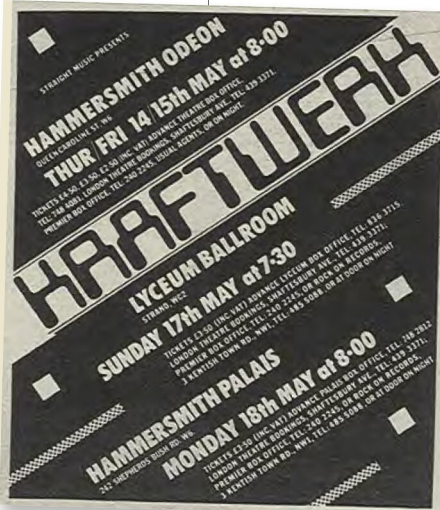 STRAIGHT MUSIC PRESENTS
HAMMERSMITH ODEON
QUEEN CAROLINE ST. W6
THUR/FRI 14/15th MAY at 8·00
TICKETS £4·50, £3·50, £2·50 (INC. VAT) ADVANCE THEATRE BOX OFFICE,
TEL: 748 4081, LONDON THEATRE BOOKINGS, SHAFTESBURY AVE., TEL: 439 3371,
PREMIER BOX OFFICE, TEL: 240 2245, USUAL AGENTS, OR ON NIGHT.
KRAFTWERK
LYCEUM BALLROOM
STRAND, WC2
SUNDAY 17th MAY at 7·30
TICKETS £3·50 (INC VAT) ADVANCE LYCEUM BOX OFFICE, TEL 836 3715,
LONDON THEATRE BOOKINGS, SHAFTESBURY AVE., TEL: 439 3371,
PREMIER BOX OFFICE, TEL: 240 2245, OR ROCK ON RECORDS,
3 KENTISH TOWN RD., NW1, TEL: 485 5088, OR AT DOOR ON NIGHT
HAMMERSMITH PALAIS
242 SHEPHERDS BUSH RD. W6.
MONDAY 18th MAY at 8·00
TICKETS £3·50 (INC. VAT) ADVANCE PALAIS BOX OFFICE, TEL: 748 2812
LONDON THEATRE BOOKINGS, SHAFTESBURY AVE., TEL: 439 3371,
PREMIER BOX OFFICE, TEL: 240 2245, OR ROCK ON RECORDS,
3 KENTISH TOWN RD., NW1, TEL: 485 5088, OR AT DOOR ON NIGHT